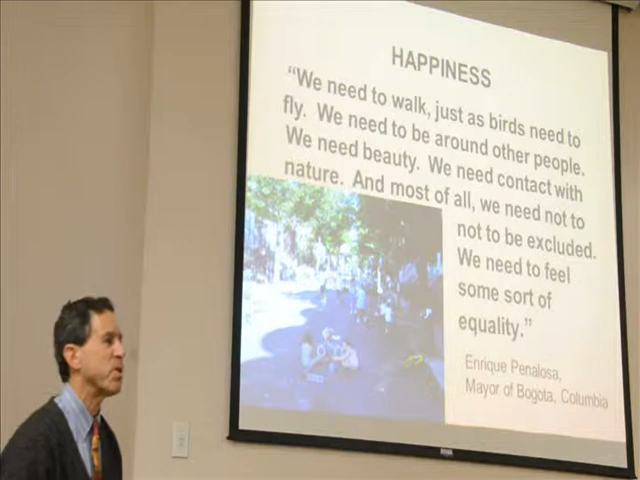 HAPPINESS
“We need to walk, just as birds need to
fly. We need to be around other people.
We need beauty. We need contact with
nature. And most of all, we need not to
not to be excluded.
We need to feel
some sort of
equality.”
Enrique Penalosa,
Mayor of Bogota, Columbia